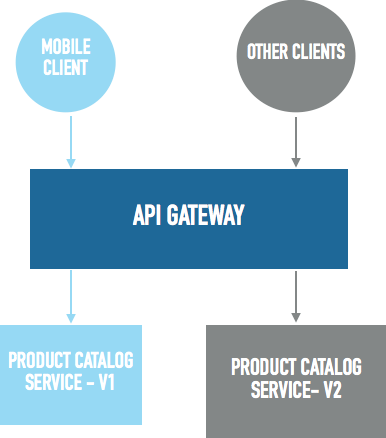 MOBILE
CLIENT
OTHER CLIENTS
API GATEWAY
PRODUCT CATALOG
SERVICE - V1
PRODUCT CATALOG
SERVICE- V2